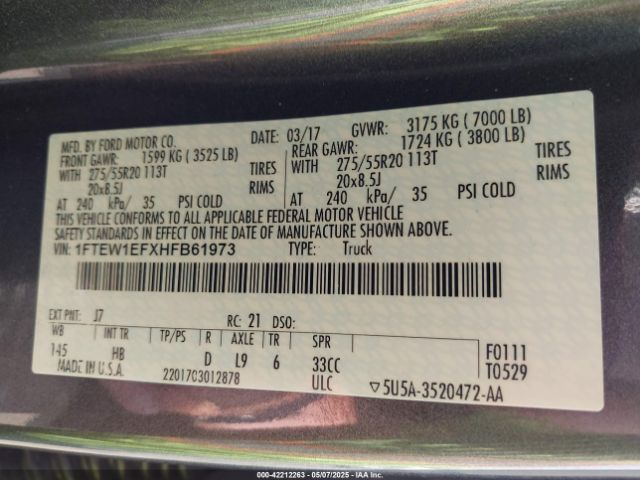 MFD. BY FORD MOTOR CO.
DATE: 03/17 GVWR: 3175 KG ( 7000 LB)
FRONT GAWR: 1599 KG ( 3525 LB) REAR GAWR: 1724 KG ( 3800 LB)
WITH 275/55R20 113T TIRES WITH 275/55R20 113T TIRES
20x8.5J RIMS 20x8.5J RIMS
AT 240 kPa/ 35 PSI COLD AT 240 kPa/ 35 PSI COLD
THIS VEHICLE CONFORMS TO ALL APPLICABLE FEDERAL MOTOR VEHICLE
SAFETY STANDARDS IN EFFECT ON THE DATE OF MANUFACTURE SHOWN ABOVE.
VIN: 1FTEW1EFXHFB61973 TYPE: Truck
EXT PNT: J7 RC: 21 DSO:
WB INT TR TP/PS R AXLE TR SPR
145 HB D L9 6 33CC F0111
MADE IN U.S.A. 2201703012878 ULC T0529
▽5U5A-3520472-AA
000-42212263 - 05/07/2025 - IAA Inc.